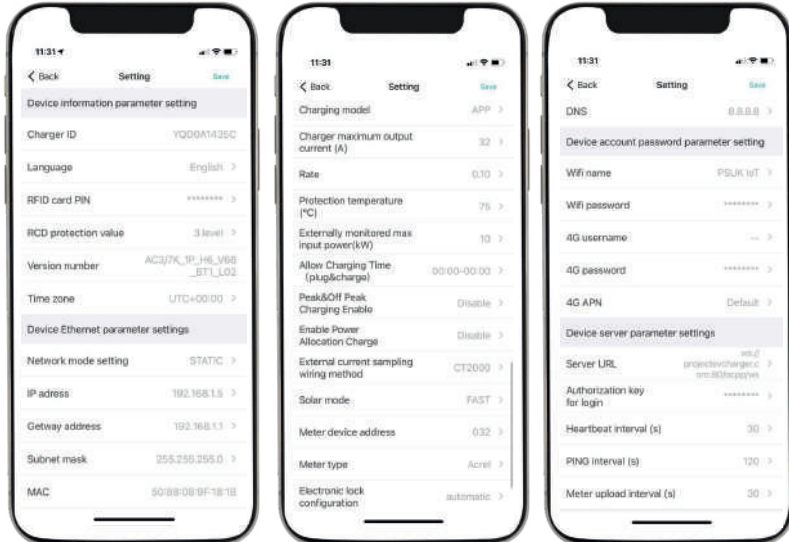 11:31
Back Setting Save
Device information parameter setting
Charger ID YQD0A1435C
Language English
RFID card PIN ********
RCD protection value 3 level
Version number AC3/7K_1P_H6_V66
_BT1_L02
Time zone UTC+00:00
Device Ethernet parameter settings
Network mode setting STATIC
IP adress 192.168.1.5
Getway address 192.168.1.1
Subnet mask 255.255.255.0
MAC
11:31
Back Setting Save
Charging model APP
Charger maximum output
current (A) 32
Rate 0.10
Protection temperature
(°C) 75
Externally monitored max
input power(kW) 10
Allow Charging Time
(plug&charge) 00:00-00:00
Peak&Off Peak
Charging Enable Disable
Enable Power
Allocation Charge Disable
External current sampling
wiring method CT2000
Solar mode FAST
Meter device address 032
Meter type Acrel
Electronic lock
configuration automatic
11:31
Back Setting Save
DNS 8.8.8.8
Device account password parameter setting
Wifi name PSUK IoT
Wifi password ********
4G username ---
4G password ********
4G APN Default
Device server parameter settings
Server URL
Authorization key
for login ********
Heartbeat interval (s) 30
PING interval (s) 120
Meter upload interval (s) 30